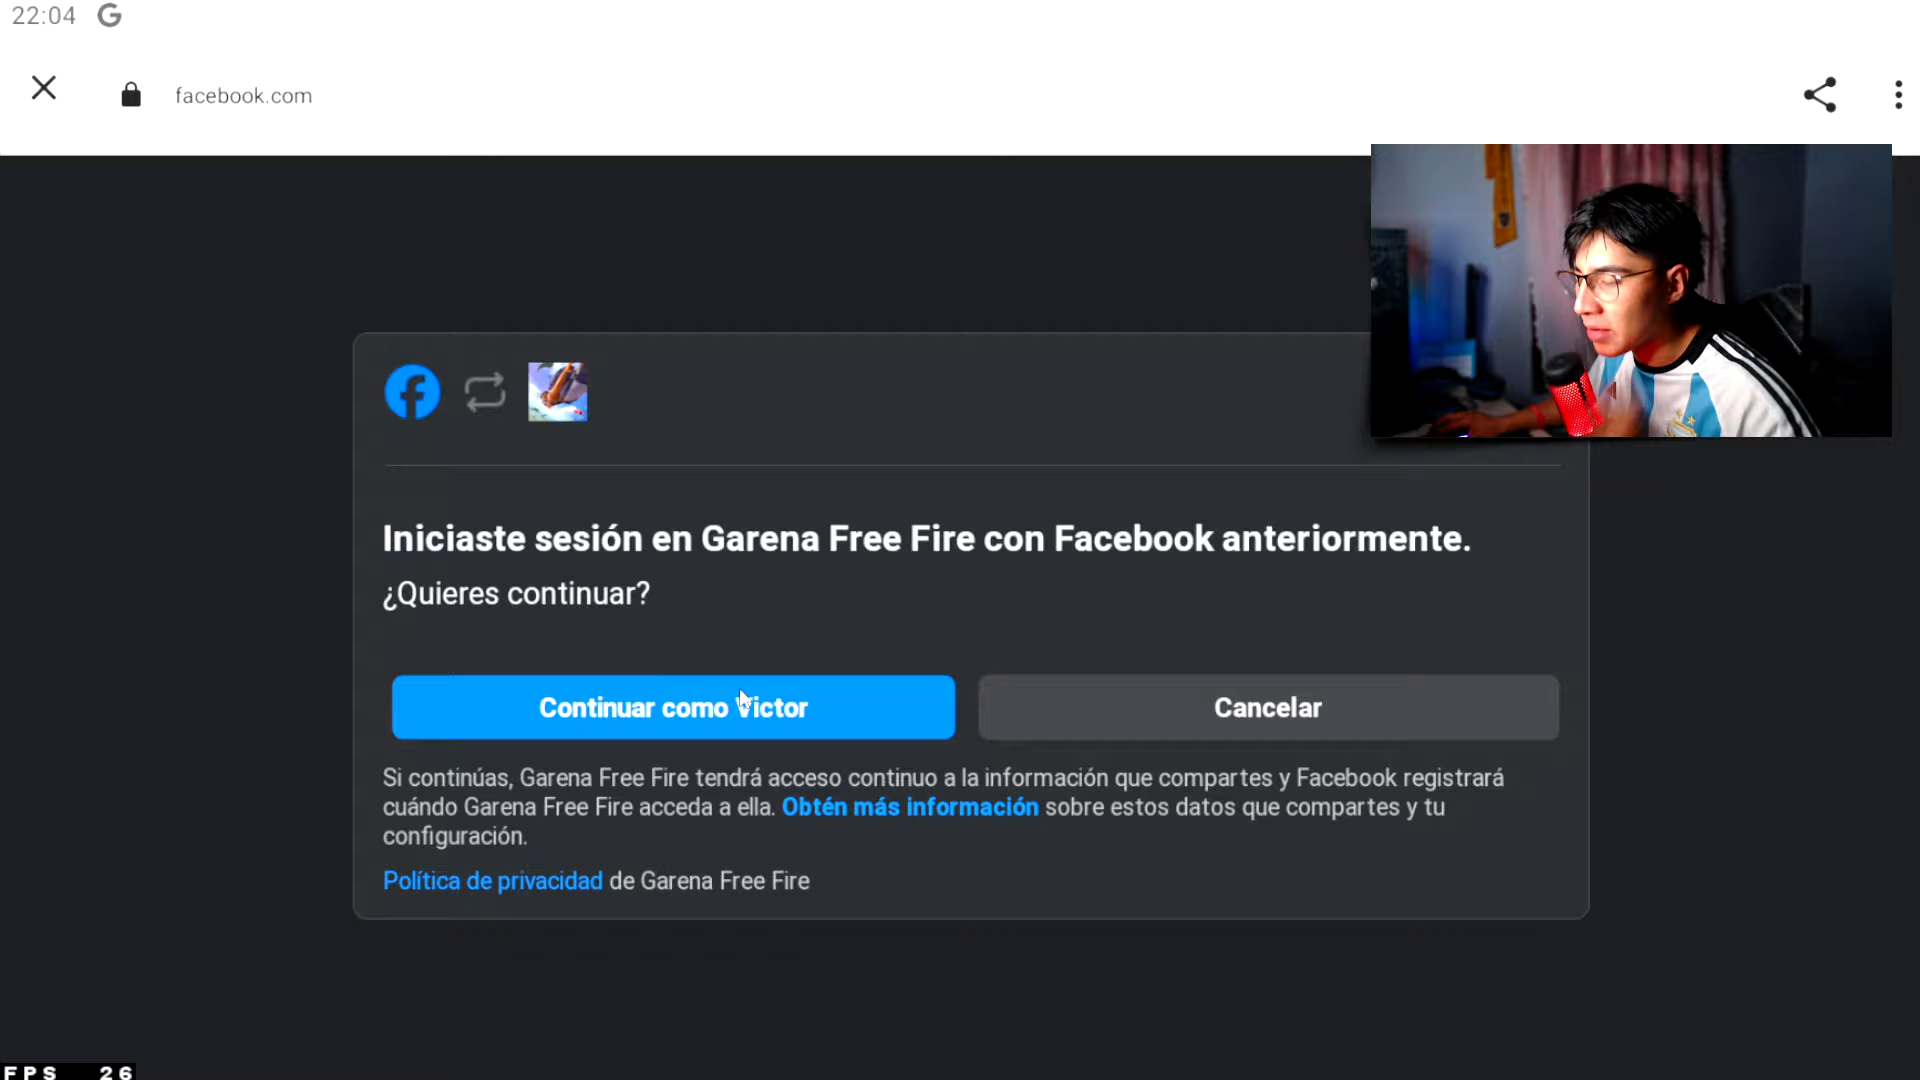 22:04 G
facebook.com
Iniciaste sesión en Garena Free Fire con Facebook anteriormente.
¿Quieres continuar?
Continuar como Victor
Cancelar
Si continúas, Garena Free Fire tendrá acceso continuo a la información que compartes y Facebook registrará
cuándo Garena Free Fire acceda a ella. Obtén más información sobre estos datos que compartes y tu
configuración.
Política de privacidad de Garena Free Fire
FPS 26